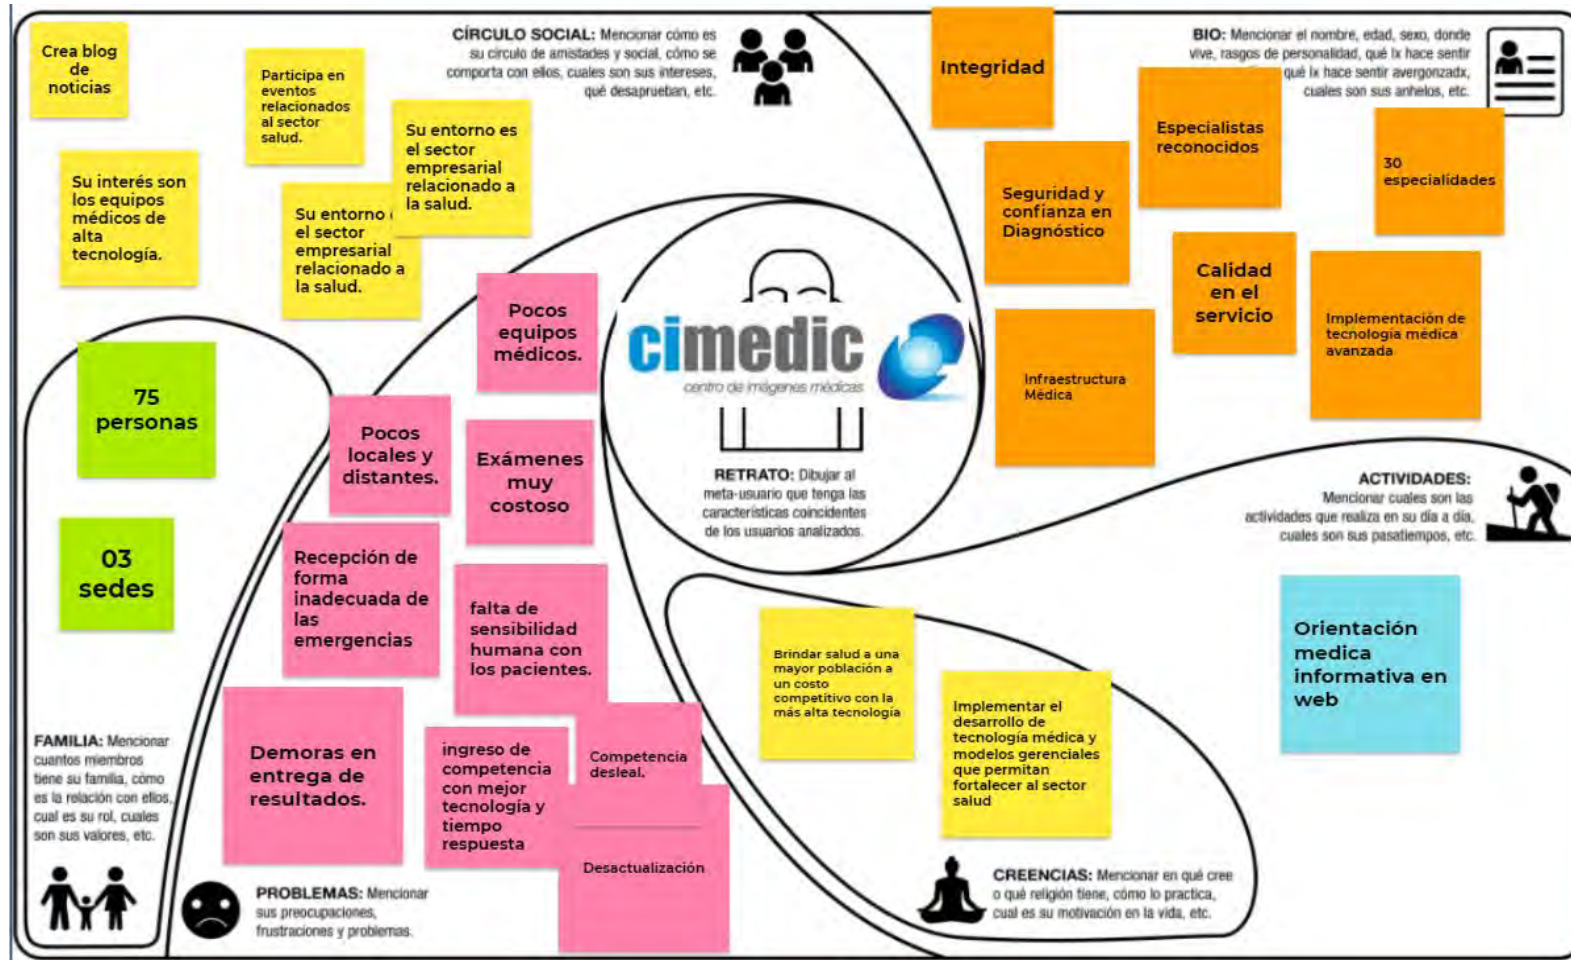 Crea blog
de
noticias
Participa en
eventos
relacionados
al sector
salud.
CÍRCULO SOCIAL: Mencionar cómo es
su círculo de amistades y social, cómo se
comporta con ellos, cuales son sus intereses,
qué desaprueban, etc.
Su entorno es
el sector
empresarial
relacionado a
la salud.
Su interés son
los equipos
médicos de
alta
tecnología.
Su entorno
el sector
empresarial
relacionado a
la salud.
Integridad
BIO: Mencionar el nombre, edad, sexo, donde
vive, rasgos de personalidad, qué lx hace sentir
qué lx hace sentir avergonzadx,
cuales son sus anhelos, etc.
Especialistas
reconocidos
30
especialidades
Seguridad y
confianza en
Diagnóstico
Calidad
en el
servicio
Implementación de
tecnología médica
avanzada
Infraestructura
Médica
cimedic
centro de imágenes médicas
RETRATO: Dibujar al
meta-usuario que tenga las
características coincidentes
de los usuarios analizados.
75
personas
03
sedes
FAMILIA: Mencionar
cuantos miembros
tiene su familia, cómo
es la relación con ellos,
cual es su rol, cuales
son sus valores, etc.
Pocos
equipos
médicos.
Pocos
locales y
distantes.
Exámenes
muy
costoso
Recepción de
forma
inadecuada de
las
emergencias
falta de
sensibilidad
humana con
los pacientes.
Demoras en
entrega de
resultados.
ingreso de
competencia
con mejor
tecnología y
tiempo
respuesta
Competencia
desleal.
Desactualización
PROBLEMAS: Mencionar
sus preocupaciones,
frustraciones y problemas.
ACTIVIDADES:
Mencionar cuales son las
actividades que realiza en su día a día,
cuales son sus pasatiempos, etc.
Orientación
medica
informativa en
web
Brindar salud a una
mayor población a
un costo
competitivo con la
más alta tecnología
Implementar el
desarrollo de
tecnología médica y
modelos gerenciales
que permitan
fortalecer al sector
salud
CREENCIAS: Mencionar en qué cree
o qué religión tiene, cómo lo practica,
cual es su motivación en la vida, etc.